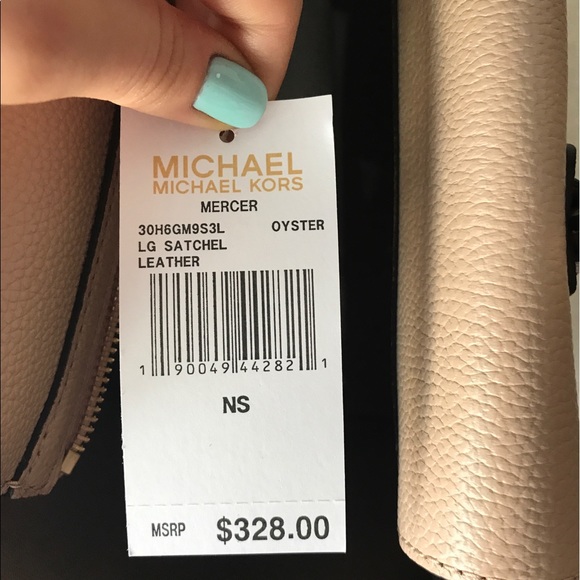 MICHAEL
MICHAEL KORS
MERCER
30H6GM9S3L OYSTER
LG SATCHEL
LEATHER
1 90049 44282 1
NS
MSRP $328.00